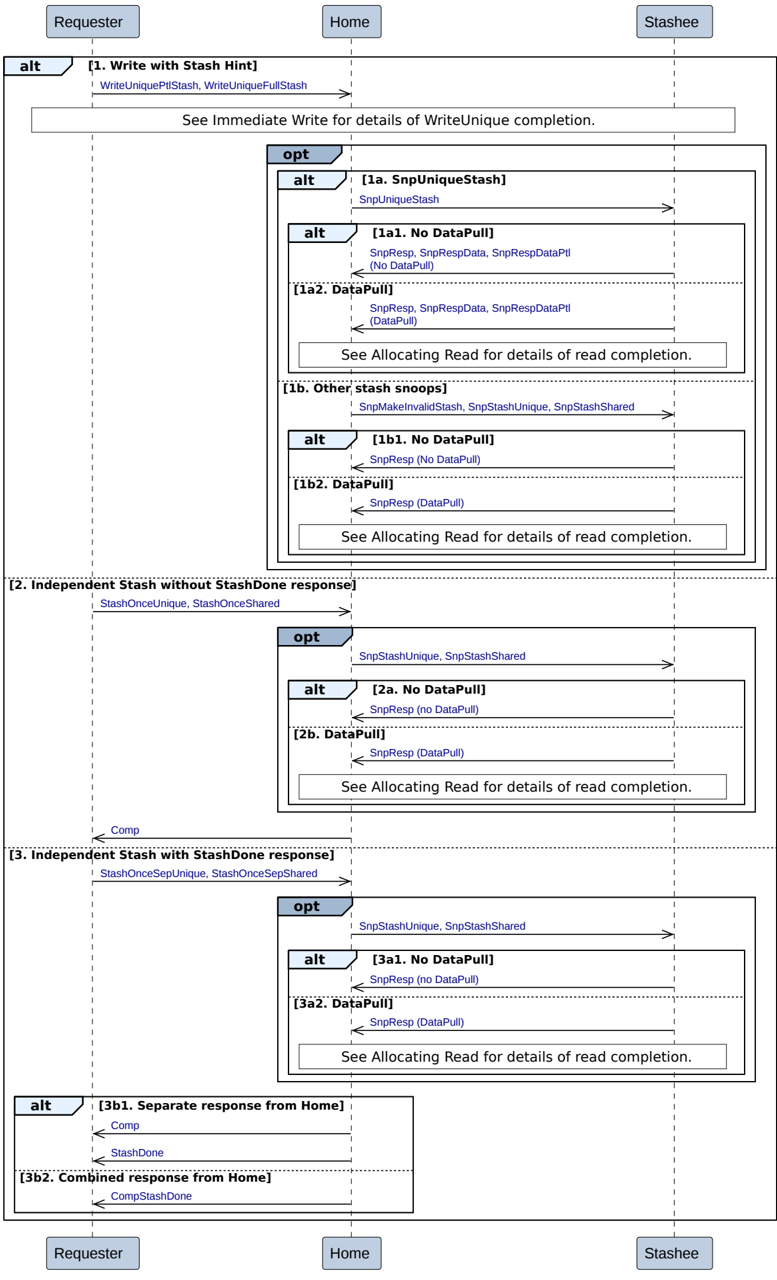 Requester
Home
Stashee
alt
[1. Write with Stash Hint]
WriteUniquePtlStash, WriteUniqueFullStash
See Immediate Write for details of WriteUnique completion.
opt
alt
[1a. SnpUniqueStash]
SnpUniqueStash
alt
[1a1. No DataPull]
SnpResp, SnpRespData, SnpRespDataPtl
(No DataPull)
[1a2. DataPull]
SnpResp, SnpRespData, SnpRespDataPtl
(DataPull)
See Allocating Read for details of read completion.
[1b. Other stash snoops]
SnpMakeInvalidStash, SnpStashUnique, SnpStashShared
alt
[1b1. No DataPull]
SnpResp (No DataPull)
[1b2. DataPull]
SnpResp (DataPull)
See Allocating Read for details of read completion.
[2. Independent Stash without StashDone response]
StashOnceUnique, StashOnceShared
opt
SnpStashUnique, SnpStashShared
alt
[2a. No DataPull]
SnpResp (no DataPull)
[2b. DataPull]
SnpResp (DataPull)
See Allocating Read for details of read completion.
Comp
[3. Independent Stash with StashDone response]
StashOnceSepUnique, StashOnceSepShared
opt
SnpStashUnique, SnpStashShared
alt
[3a1. No DataPull]
SnpResp (no DataPull)
[3a2. DataPull]
SnpResp (DataPull)
See Allocating Read for details of read completion.
alt
[3b1. Separate response from Home]
Comp
StashDone
[3b2. Combined response from Home]
CompStashDone
Requester
Home
Stashee